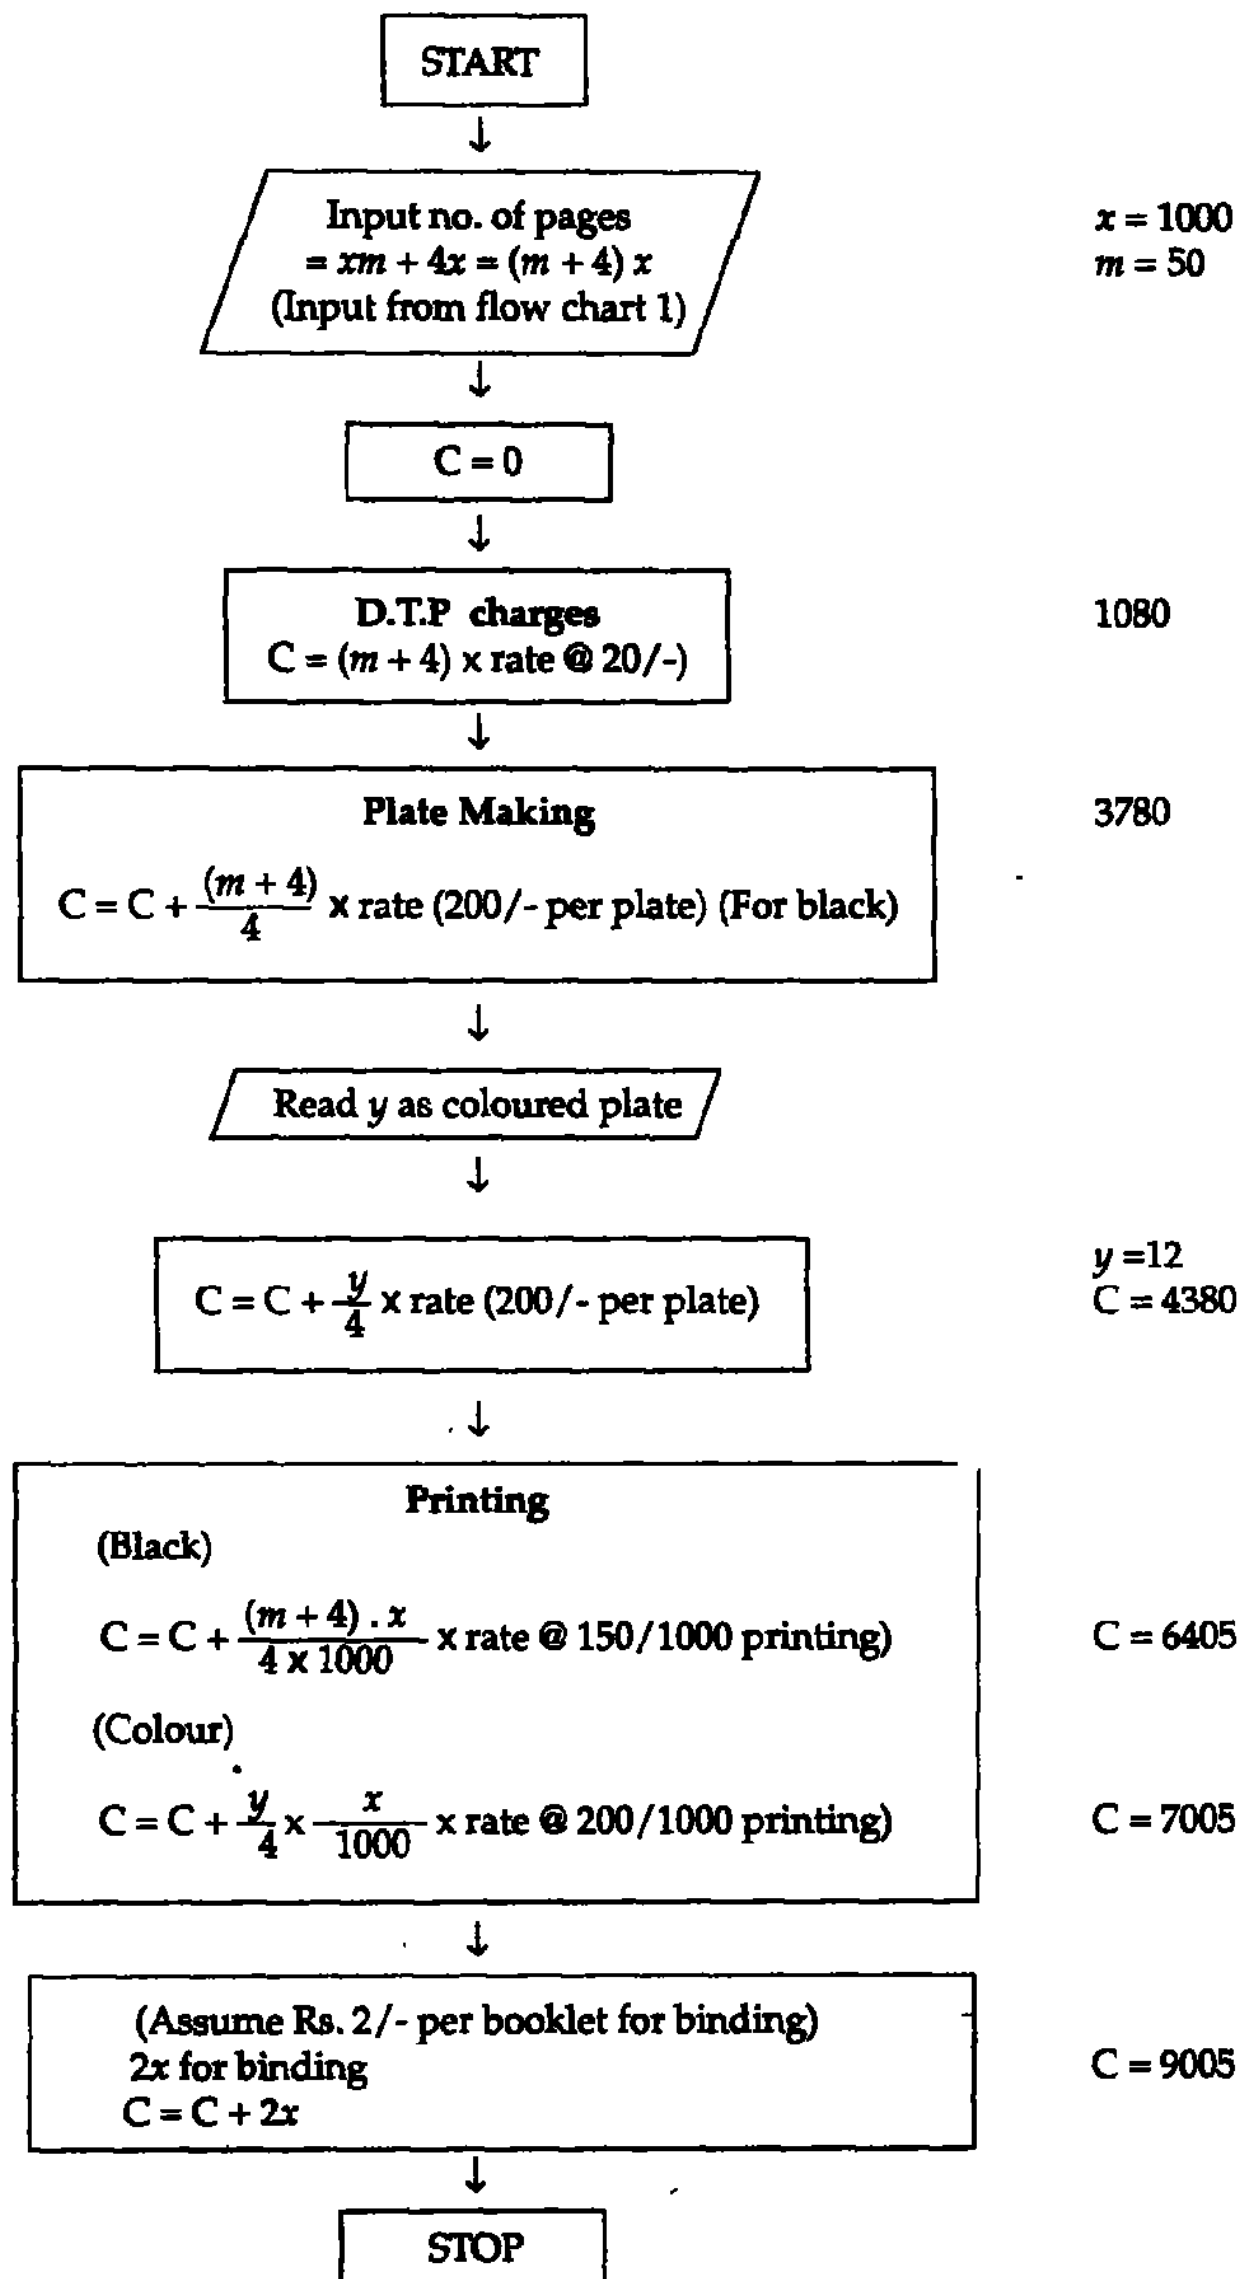 START
Input no. of pages
= xm + 4x = (m + 4) x
(Input from flow chart 1)
x = 1000
m = 50
C = 0
D.T.P charges
C = (m + 4) x rate @ 20/-)
1080
Plate Making
C = C + (m + 4)/4 x rate (200/- per plate) (For black)
3780
Read y as coloured plate
C = C + y/4 x rate (200/- per plate)
y =12
C = 4380
Printing
(Black)
C = C + (m + 4) . x/4 x 1000 x rate @ 150/1000 printing)
C = 6405
(Colour)
C = C + y/4 x x/1000 x rate @ 200/1000 printing)
C = 7005
(Assume Rs. 2/- per booklet for binding)
2x for binding
C = C + 2x
C = 9005
STOP